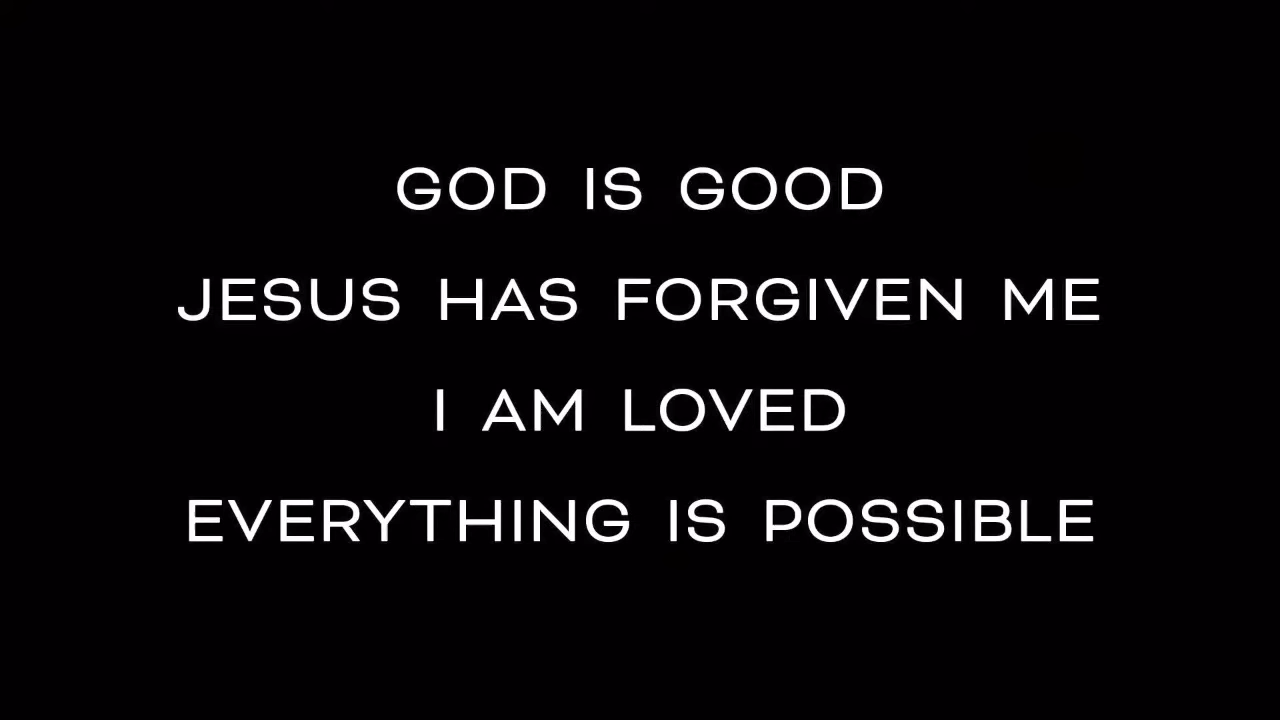 GOD IS GOOD
JESUS HAS FORGIVEN ME
I AM LOVED
EVERYTHING IS POSSIBLE